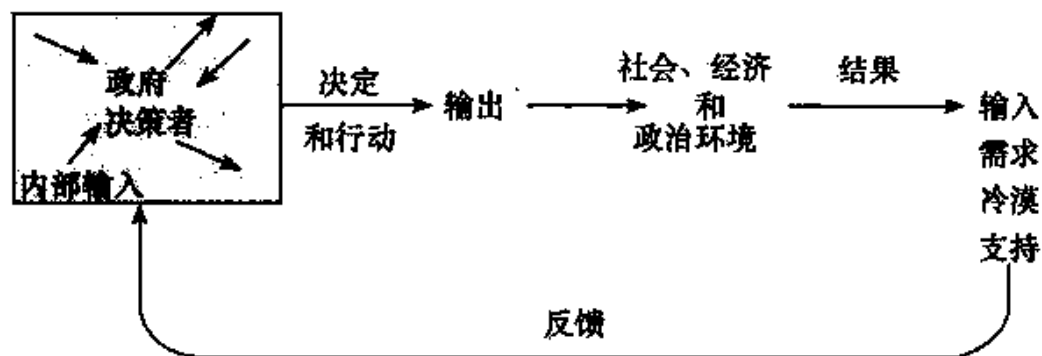 政府
决策者
内部输入
决定
和行动
输出
社会、经济
和
政治环境
结果
输入
需求
冷漠
支持
反馈